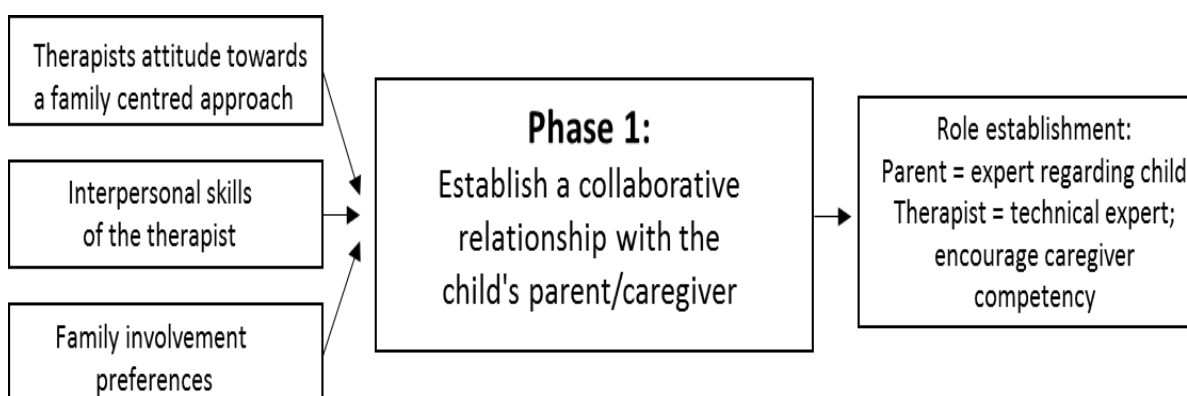 Therapists attitude towards
a family centred approach
Interpersonal skills
of the therapist
Family involvement
preferences
Phase 1:
Establish a collaborative
relationship with the
child's parent/caregiver
Role establishment:
Parent = expert regarding child
Therapist = technical expert;
encourage caregiver
competency